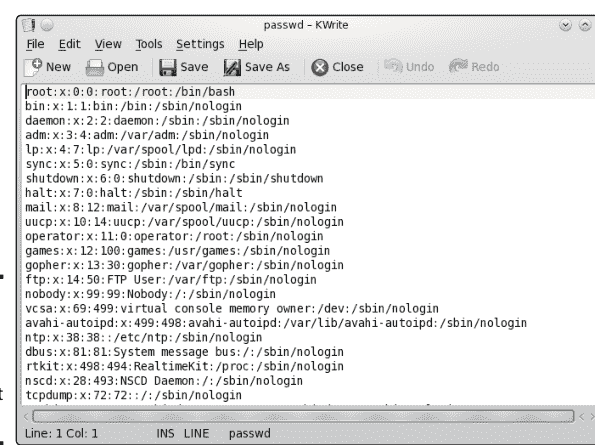 passwd – KWrite
File Edit View Tools Settings Help
New Open Save Save As Close Undo Redo
root:x:0:0:root:/root:/bin/bash
bin:x:1:1:bin:/bin:/sbin/nologin
daemon:x:2:2:daemon:/sbin:/sbin/nologin
adm:x:3:4:adm:/var/adm:/sbin/nologin
lp:x:4:7:lp:/var/spool/lpd:/sbin/nologin
sync:x:5:0:sync:/sbin:/bin/sync
shutdown:x:6:0:shutdown:/sbin:/sbin/shutdown
halt:x:7:0:halt:/sbin:/sbin/halt
mail:x:8:12:mail:/var/spool/mail:/sbin/nologin
uucp:x:10:14:uucp:/var/spool/uucp:/sbin/nologin
operator:x:11:0:operator:/root:/sbin/nologin
games:x:12:100:games:/usr/games:/sbin/nologin
gopher:x:13:30:gopher:/var/gopher:/sbin/nologin
ftp:x:14:50:FTP User:/var/ftp:/sbin/nologin
nobody:x:99:99:Nobody:/:/sbin/nologin
vcsa:x:69:499:virtual console memory owner:/dev:/sbin/nologin
avahi-autoipd:x:499:498:avahi-autoipd:/var/lib/avahi-autoipd:/sbin/nologin
ntp:x:38:38::/etc/ntp:/sbin/nologin
dbus:x:81:81:System message bus:/:/sbin/nologin
rtkit:x:498:494:RealtimeKit:/proc:/sbin/nologin
nscd:x:28:493:NSCD Daemon:/:/sbin/nologin
tcpdump:x:72:72::/:/sbin/nologin
Line: 1 Col: 1 INS LINE passwd